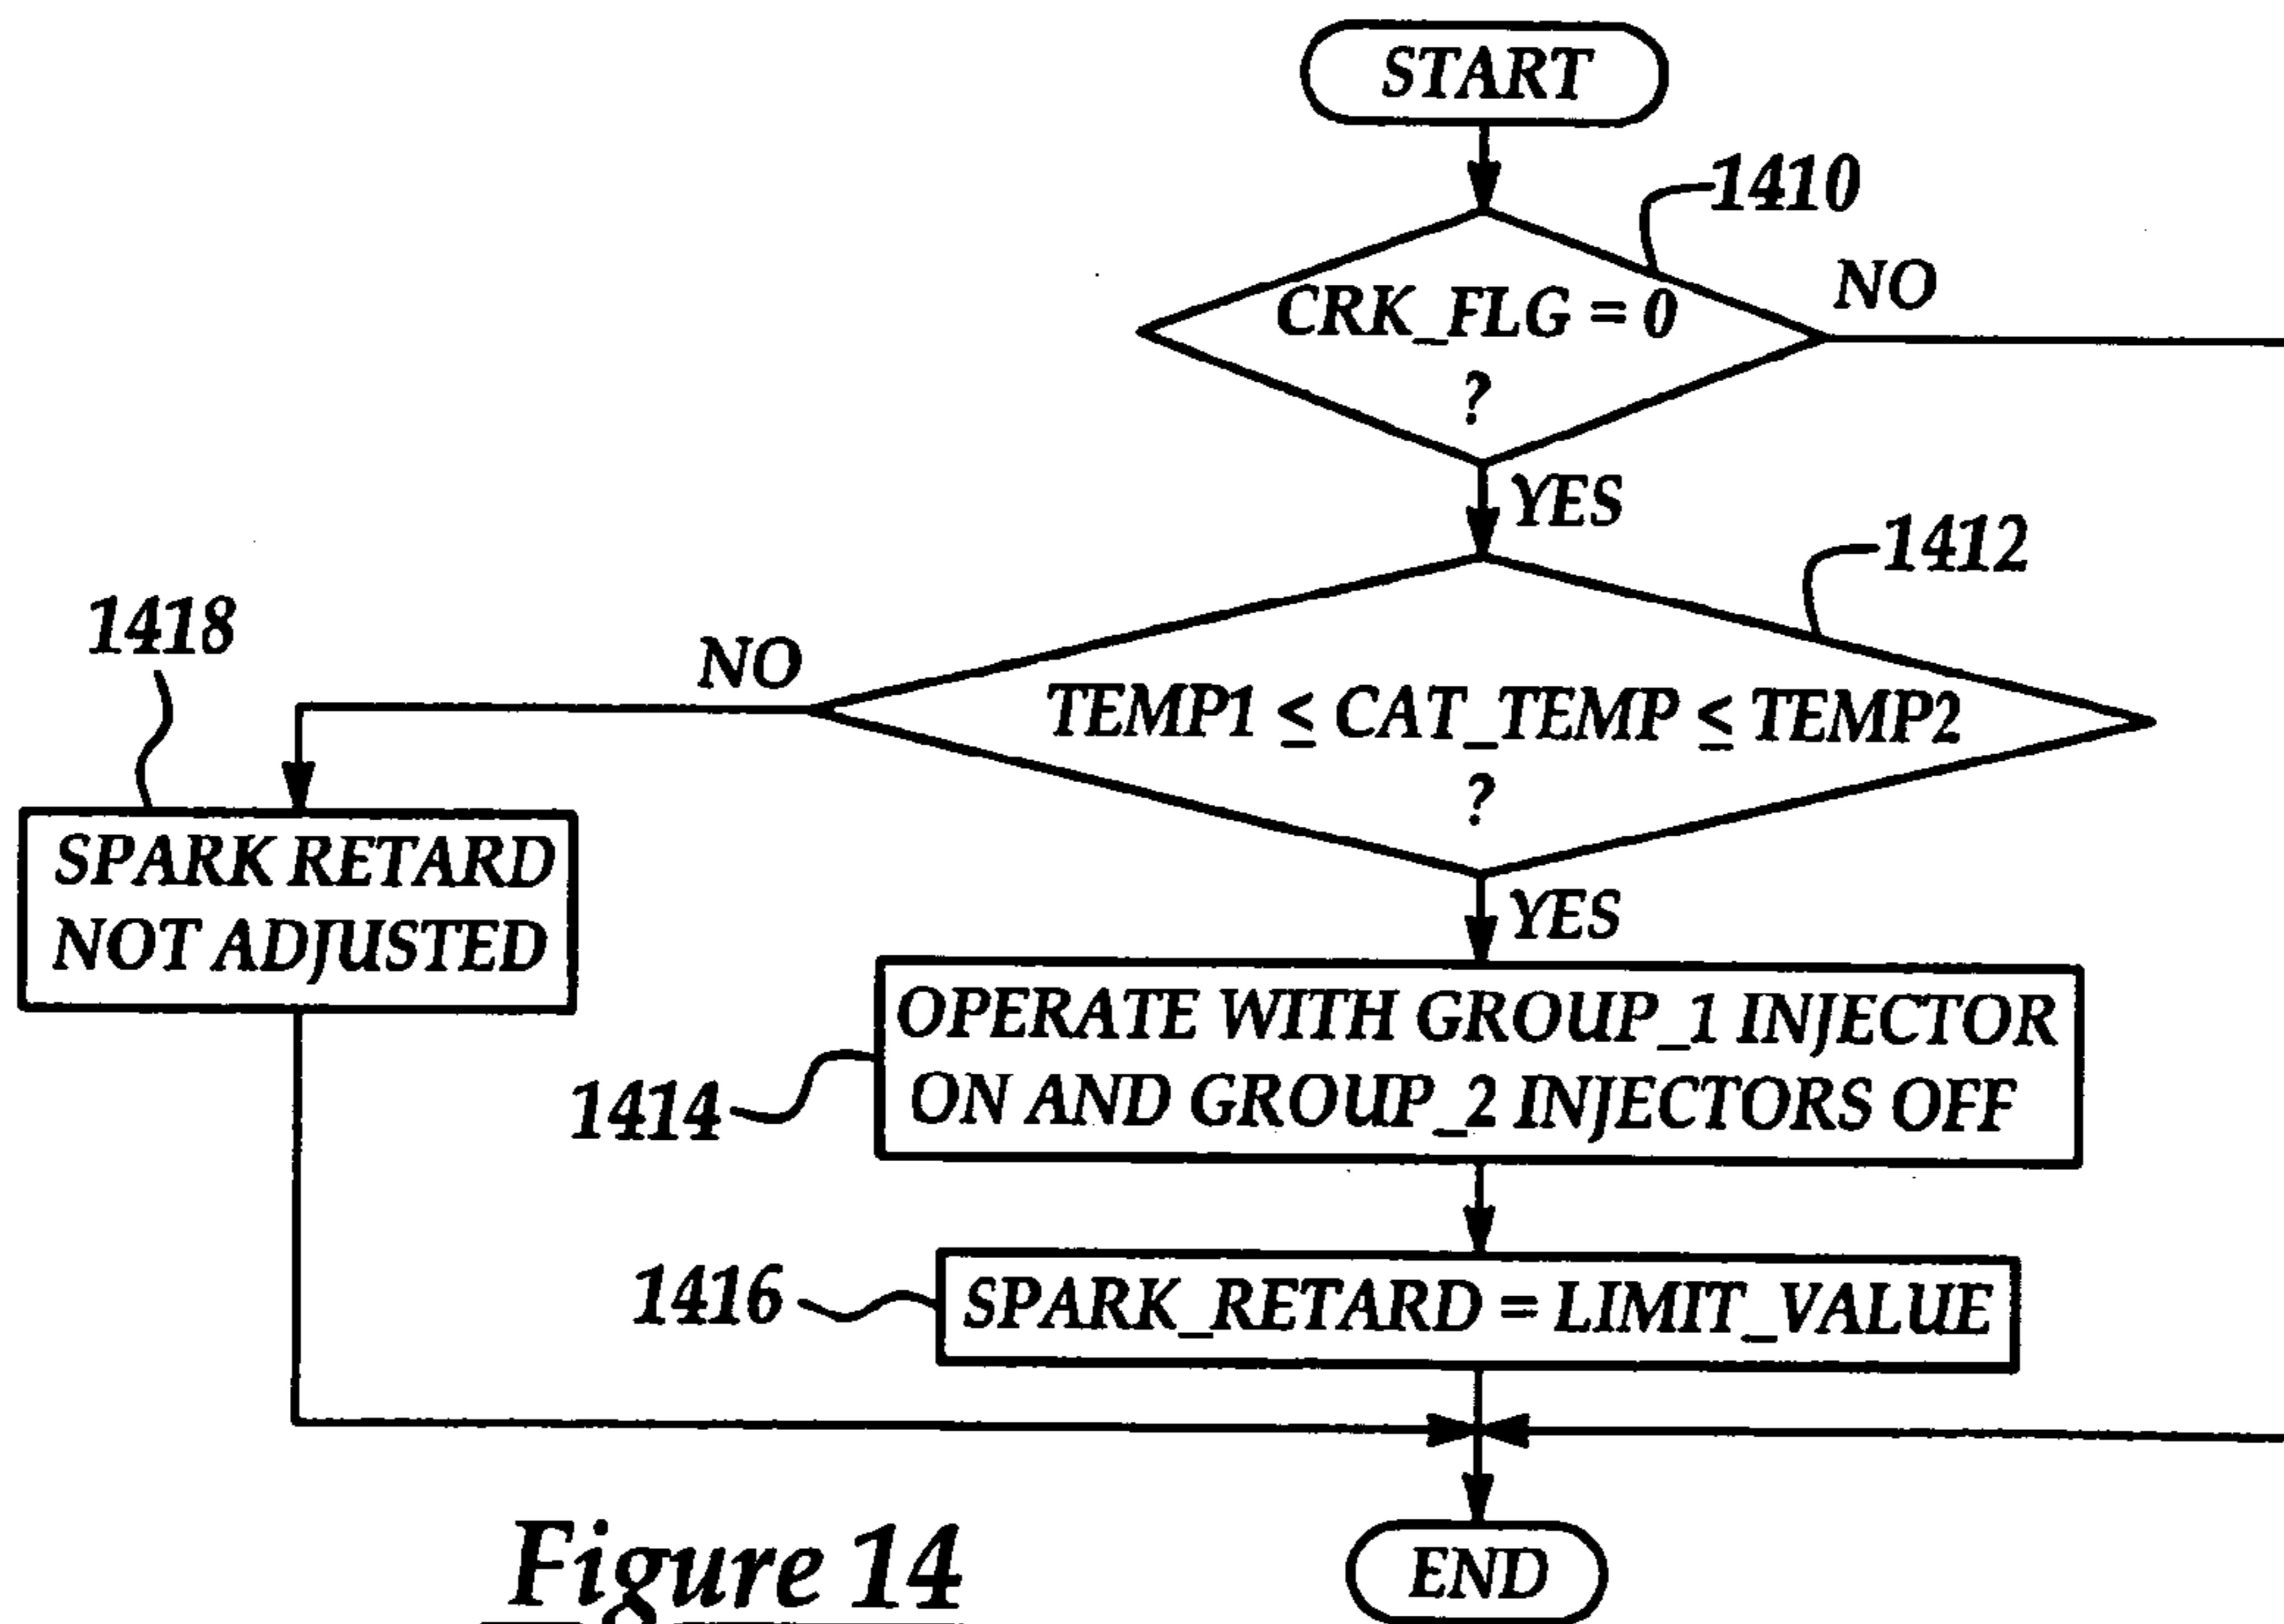 START
1410
CRK_FLG = 0
?
NO
YES
1412
TEMP1 ≤ CAT_TEMP ≤ TEMP2
?
NO
1418
SPARK RETARD
NOT ADJUSTED
YES
OPERATE WITH GROUP_1 INJECTOR
ON AND GROUP_2 INJECTORS OFF
1414
1416
SPARK_RETARD = LIMIT_VALUE
END
Figure 14